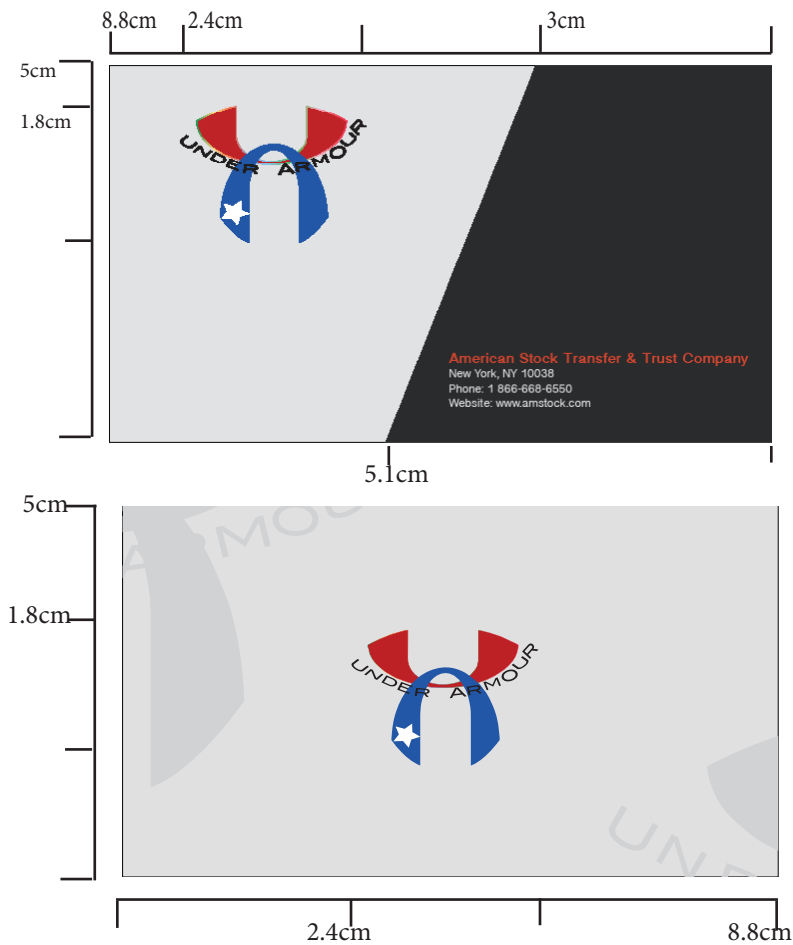 8.8cm 2.4cm 3cm
5cm
1.8cm
UNDER ARMOUR
American Stock Transfer & Trust Company
New York, NY 10038
Phone: 1 866-668-6550
Website: www.amstock.com
5.1cm
5cm
ARMOU
1.8cm
UNDER ARMOUR
UNDE
2.4cm 8.8cm